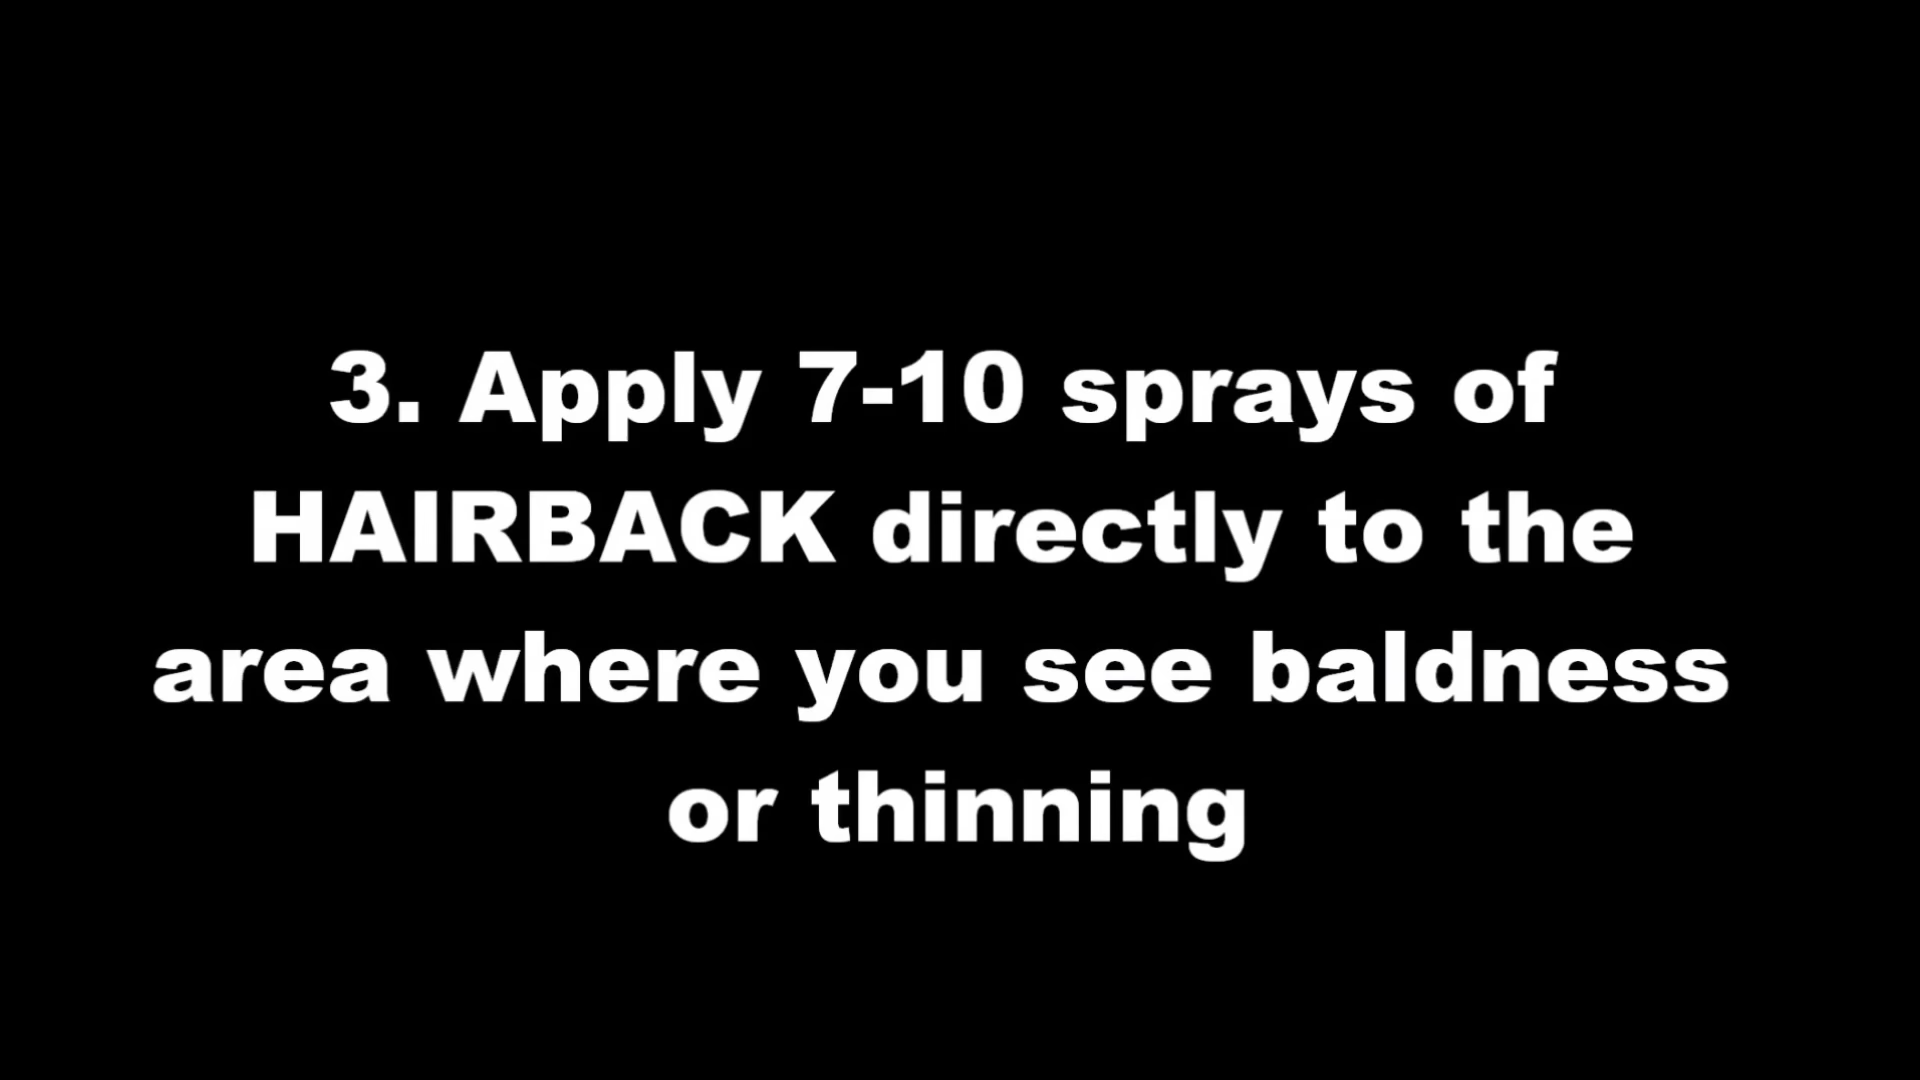 3. Apply 7-10 sprays of
HAIRBACK directly to the
area where you see baldness
or thinning